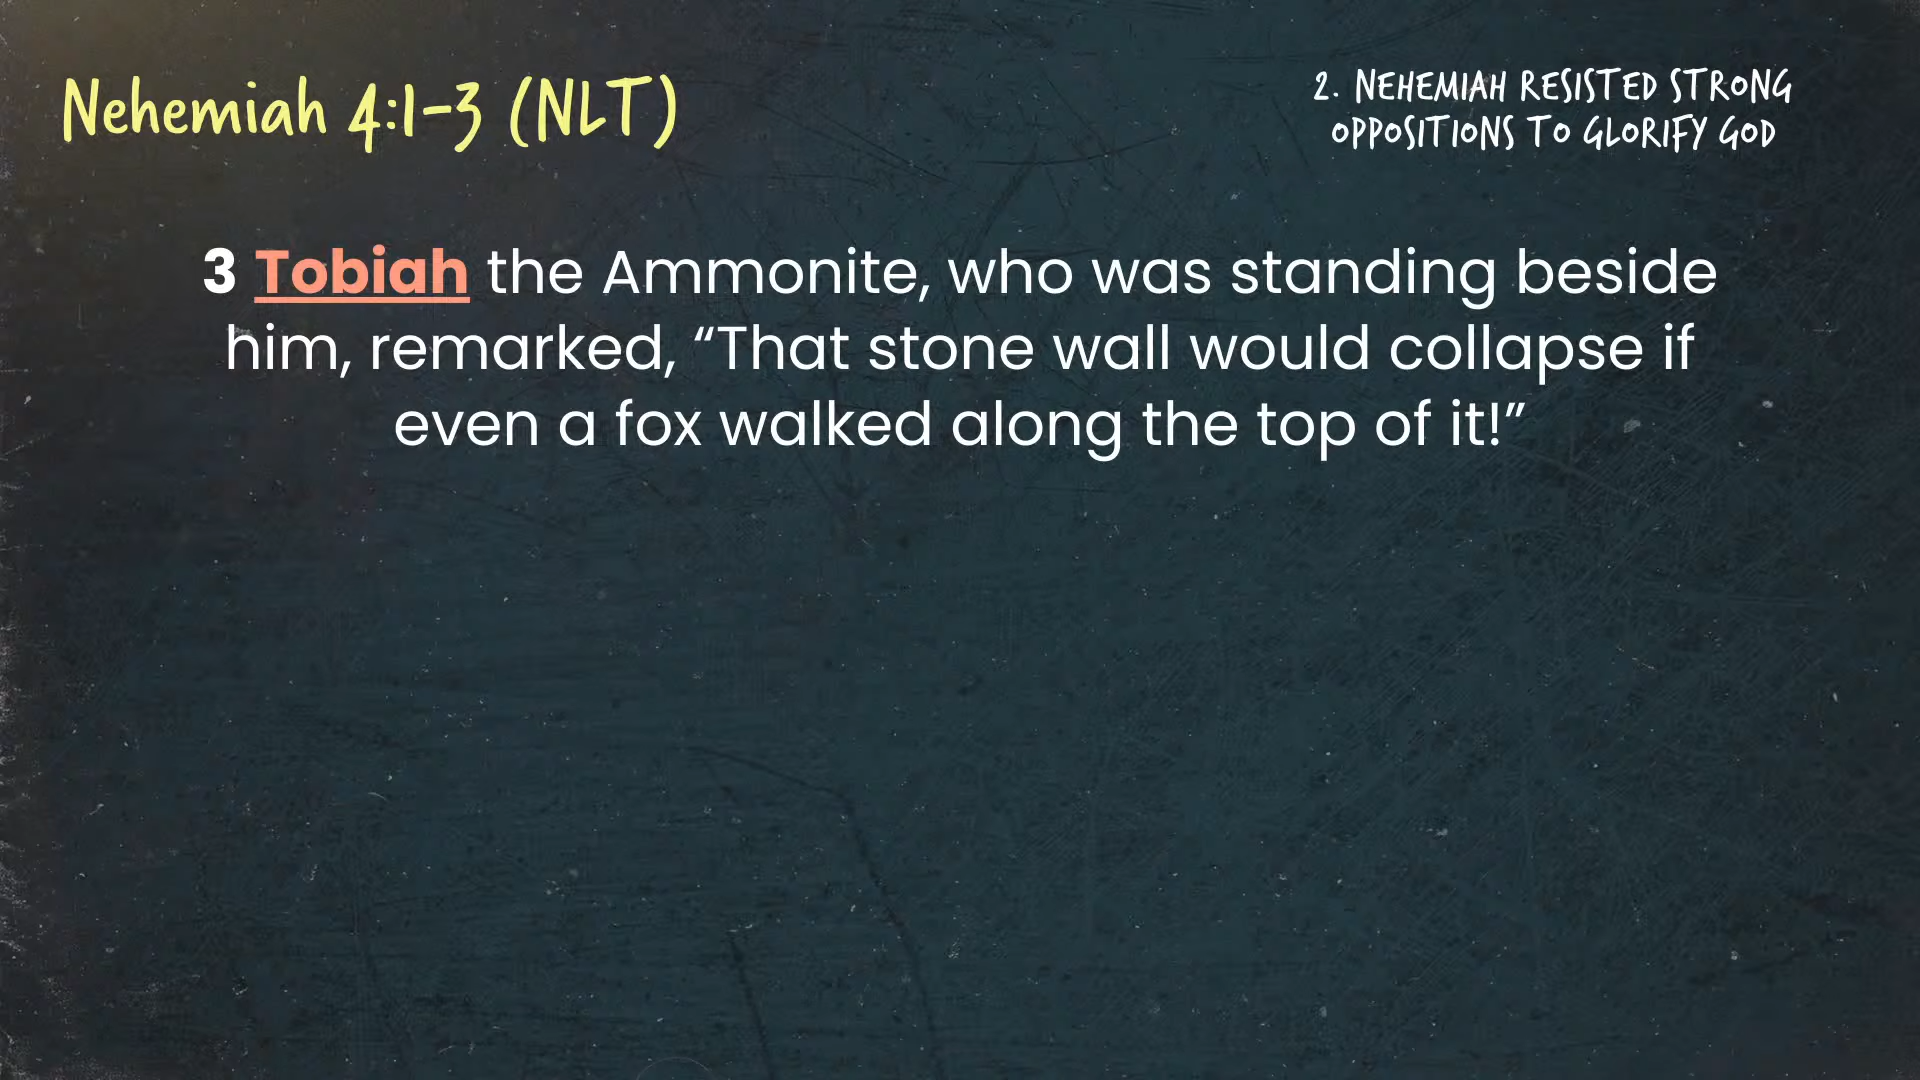 Nehemiah 4:1-3 (NLT)
2. NEHEMIAH RESISTED STRONG
OPPOSITIONS TO GLORIFY GOD
3 Tobiah the Ammonite, who was standing beside
him, remarked, “That stone wall would collapse if
even a fox walked along the top of it!”